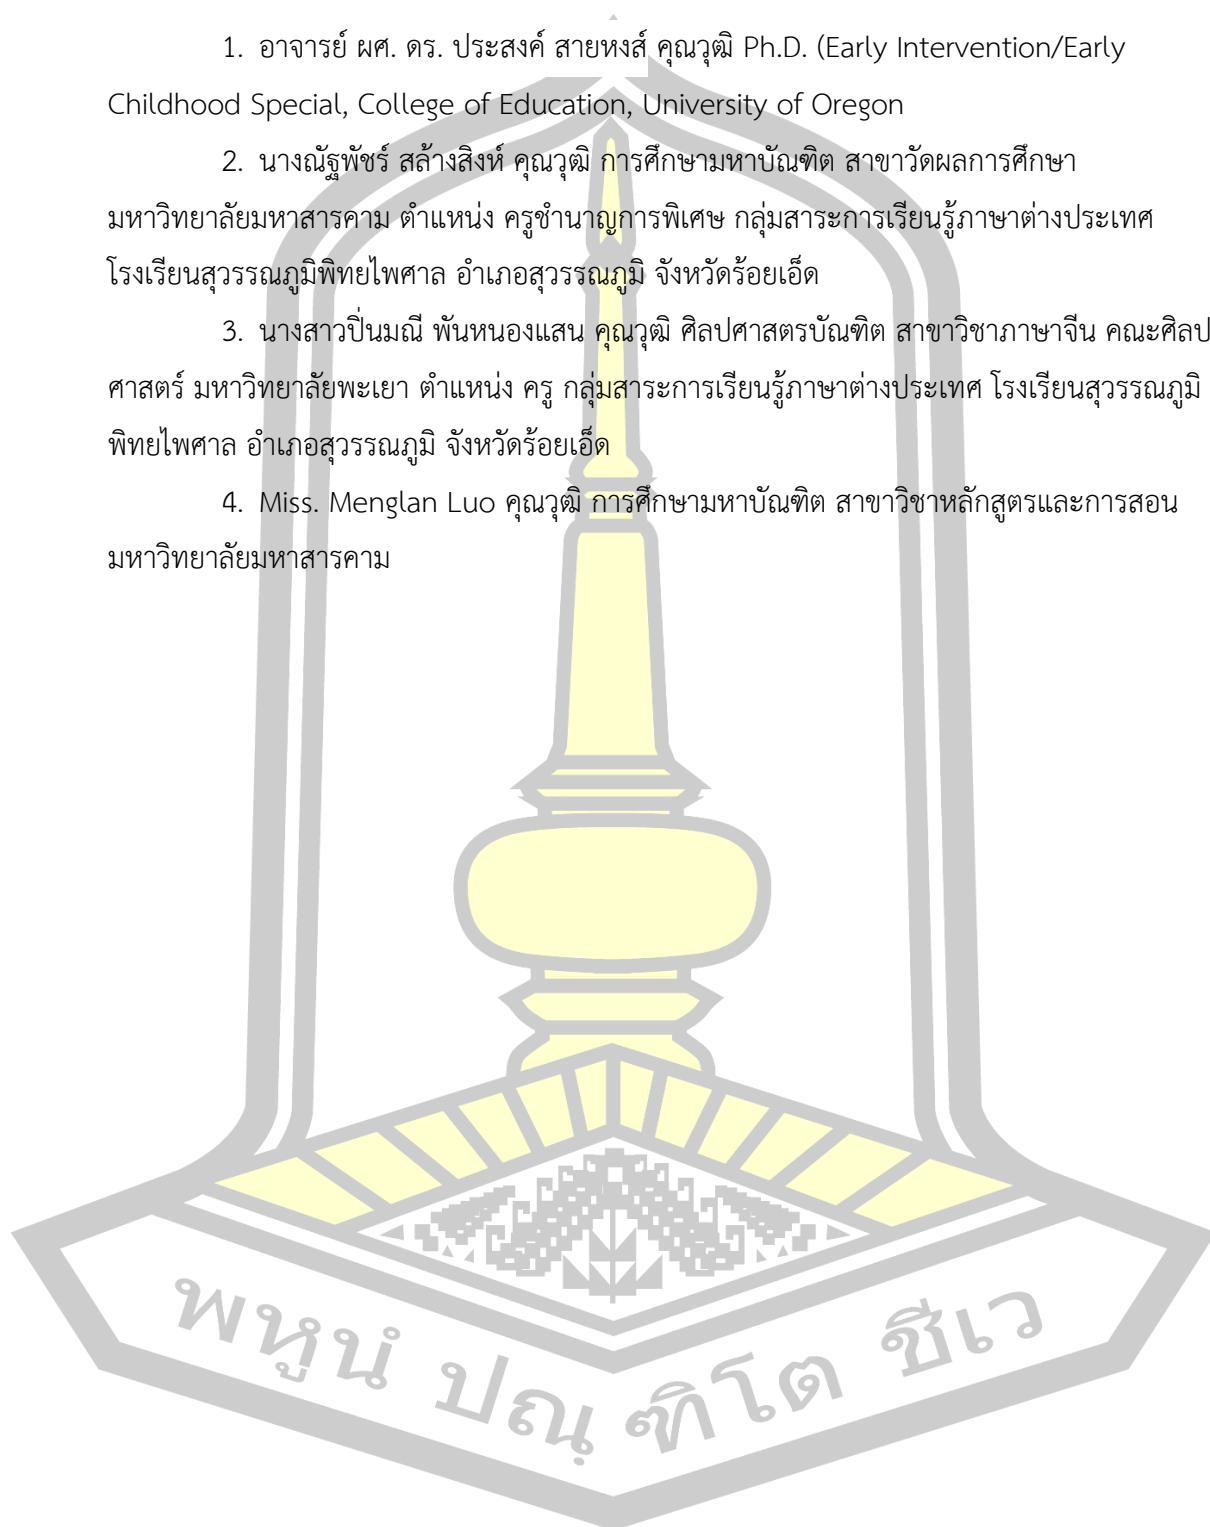 1. อาจารย์ ผศ. ดร. ประสงค์ สายหงส์ คุณวุฒิ Ph.D. (Early Intervention/Early
Childhood Special, College of Education, University of Oregon
2. นางณัฐพัชร์ สล้างสิงห์ คุณวุฒิ การศึกษามหาบัณฑิต สาขาวัดผลการศึกษา
มหาวิทยาลัยมหาสารคาม ตำแหน่ง ครูชำนาญการพิเศษ กลุ่มสาระการเรียนรู้ภาษาต่างประเทศ
โรงเรียนสุวรรณภูมิพิทยไพศาล อำเภอสุวรรณภูมิ จังหวัดร้อยเอ็ด
3. นางสาวปิ่นมณี พันหนองแสน คุณวุฒิ ศิลปศาสตรบัณฑิต สาขาวิชาภาษาจีน คณะศิลป
ศาสตร์ มหาวิทยาลัยพะเยา ตำแหน่ง ครู กลุ่มสาระการเรียนรู้ภาษาต่างประเทศ โรงเรียนสุวรรณภูมิ
พิทยไพศาล อำเภอสุวรรณภูมิ จังหวัดร้อยเอ็ด
4. Miss. Menglan Luo คุณวุฒิ การศึกษามหาบัณฑิต สาขาวิชาหลักสูตรและการสอน
มหาวิทยาลัยมหาสารคาม
พหูนํ ปณฺ ฑิโต ชีเว